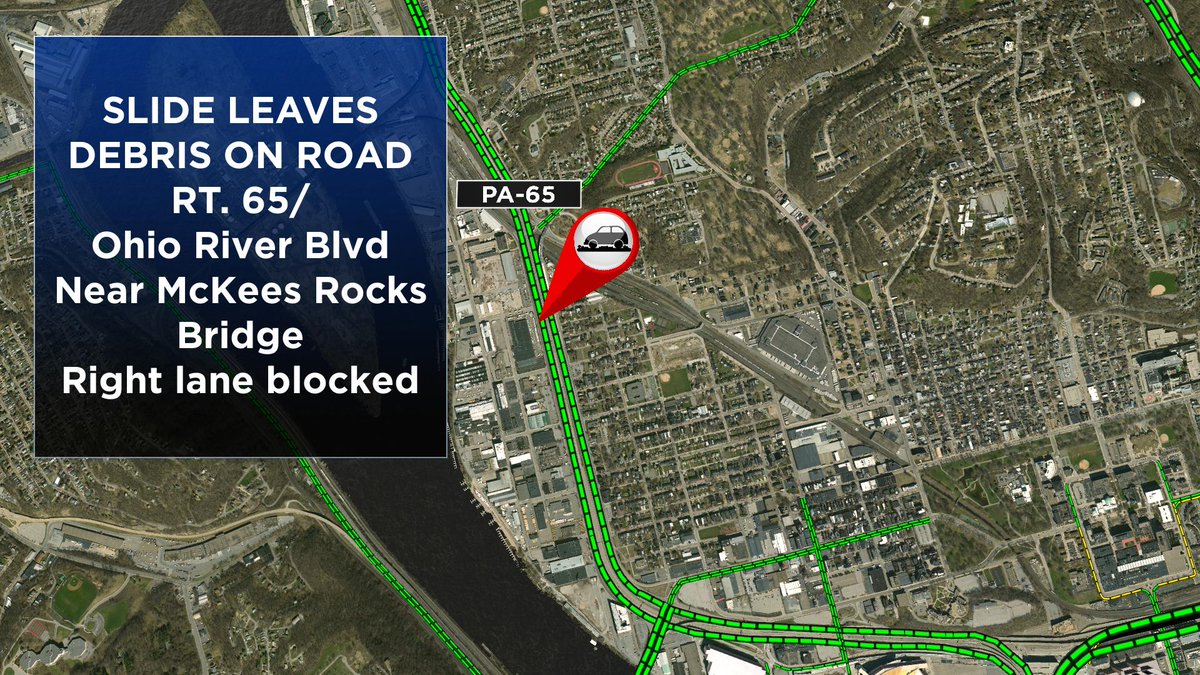 SLIDE LEAVES
DEBRIS ON ROAD
RT. 65/
Ohio River Blvd
Near McKees Rocks
Bridge
Right lane blocked
PA-65